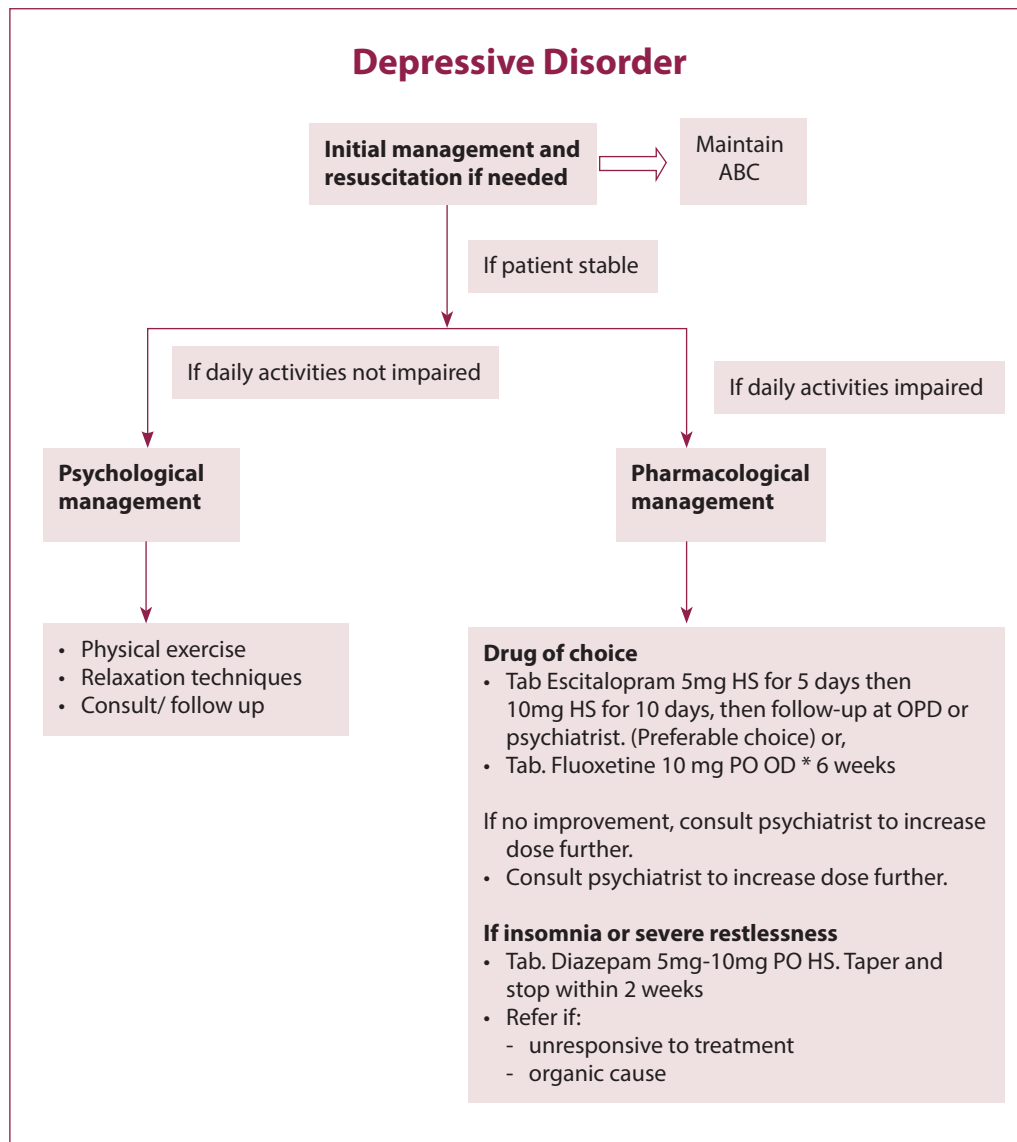 Depressive Disorder
Initial management and
resuscitation if needed
Maintain
ABC
If patient stable
If daily activities not impaired
If daily activities impaired
Psychological
management
Pharmacological
management
• Physical exercise
• Relaxation techniques
• Consult/ follow up
Drug of choice
• Tab Escitalopram 5mg HS for 5 days then
10mg HS for 10 days, then follow-up at OPD or
psychiatrist. (Preferable choice) or,
• Tab. Fluoxetine 10 mg PO OD * 6 weeks
If no improvement, consult psychiatrist to increase
dose further.
• Consult psychiatrist to increase dose further.
If insomnia or severe restlessness
• Tab. Diazepam 5mg-10mg PO HS. Taper and
stop within 2 weeks
• Refer if:
- unresponsive to treatment
- organic cause